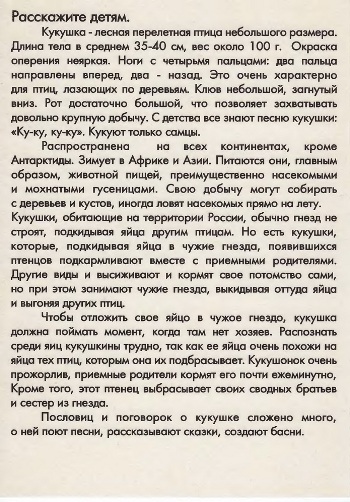 Расскажите детям.
Кукушка - лесная перелетная птица небольшого размера.
Длина тела в среднем 35-40 см, вес около 100 г. Окраска
оперения неяркая. Ноги с четырьмя пальцами: два пальца
направлены вперед, два - назад. Это очень характерно
для птиц, лазающих по деревьям. Клюв небольшой, загнутый
вниз. Рот достаточно большой, что позволяет захватывать
довольно крупную добычу. С детства все знают песню кукушки:
«Ку-ку, ку-ку». Кукуют только самцы.
Распространена на всех континентах, кроме
Антарктиды. Зимует в Африке и Азии. Питаются они, главным
образом, животной пищей, преимущественно насекомыми
и мохнатыми гусеницами. Свою добычу могут собирать
с деревьев и кустов, иногда ловят насекомых прямо на лету.
Кукушки, обитающие на территории России, обычно гнезд не
строят, подкидывая яйца другим птицам. Но есть кукушки,
которые, подкидывая яйца в чужие гнезда, появившихся
птенцов подкармливают вместе с приемными родителями.
Другие виды и высиживают и кормят свое потомство сами,
но при этом занимают чужие гнезда, выкидывая оттуда яйца
и выгоняя других птиц.
Чтобы отложить свое яйцо в чужое гнездо, кукушка
должна поймать момент, когда там нет хозяев. Распознать
среди яиц кукушкины трудно, так как ее яйца очень похожи на
яйца тех птиц, которым она их подбрасывает. Кукушонок очень
прожорлив, приемные родители кормят его почти ежеминутно,
Кроме того, этот птенец выбрасывает своих сводных братьев
и сестер из гнезда.
Пословиц и поговорок о кукушке сложено много,
о ней поют песни, рассказывают сказки, создают басни.